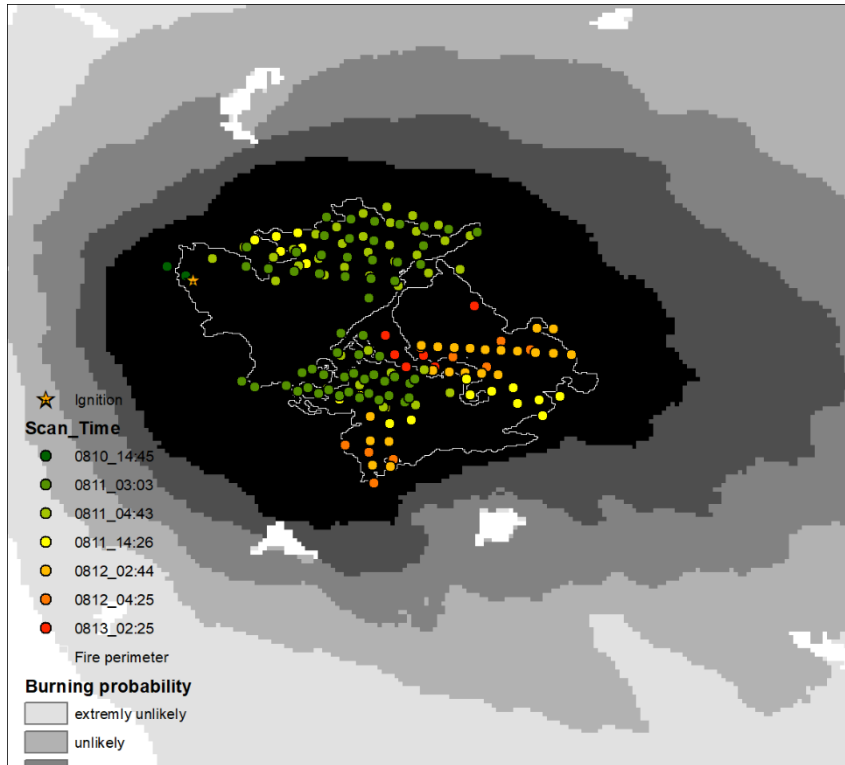 Ignition
Scan_Time
0810_14:45
0811_03:03
0811_04:43
0811_14:26
0812_02:44
0812_04:25
0813_02:25
Fire perimeter
Burning probability
extremly unlikely
unlikely